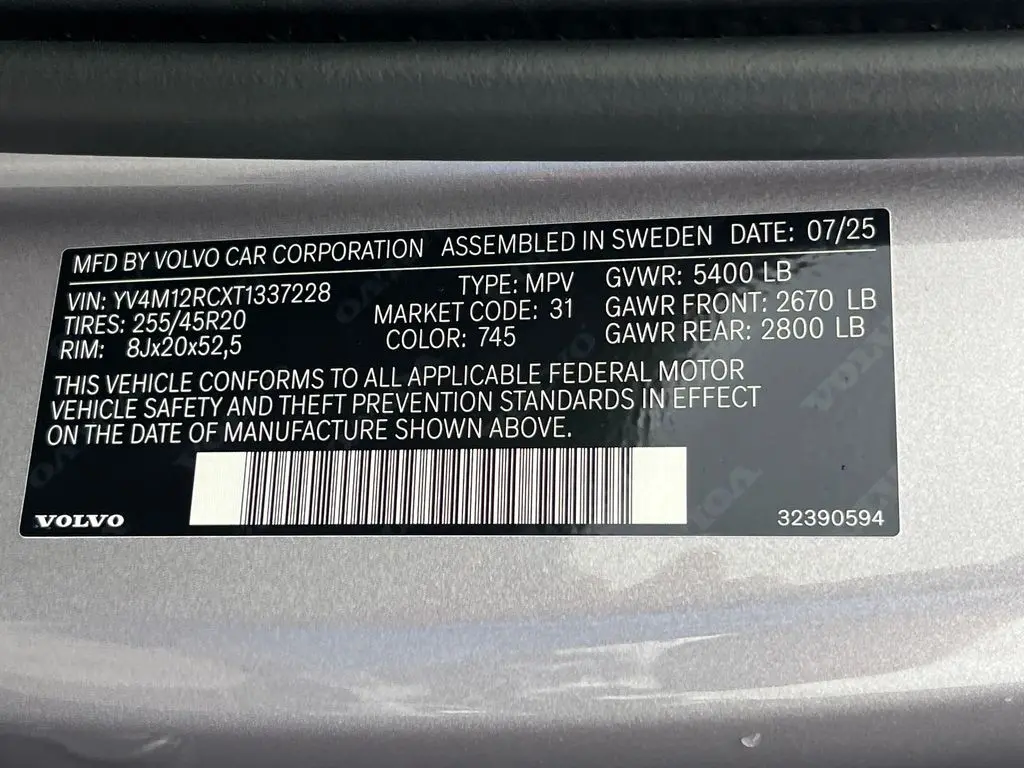 MFD BY VOLVO CAR CORPORATION ASSEMBLED IN SWEDEN DATE: 07/25
VIN: YV4M12RCXT1337228 TYPE: MPV GVWR: 5400 LB
TIRES: 255/45R20 MARKET CODE: 31 GAWR FRONT: 2670 LB
RIM: 8Jx20x52,5 COLOR: 745 GAWR REAR: 2800 LB
THIS VEHICLE CONFORMS TO ALL APPLICABLE FEDERAL MOTOR
VEHICLE SAFETY AND THEFT PREVENTION STANDARDS IN EFFECT
ON THE DATE OF MANUFACTURE SHOWN ABOVE.
VOLVO 32390594